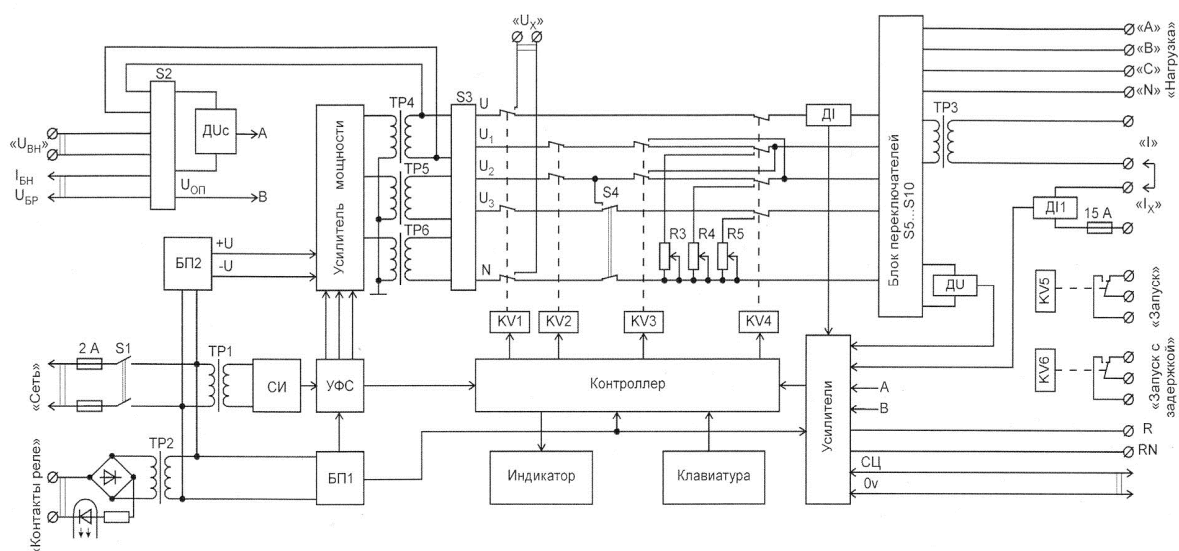 «Uх»
«A»
«B»
«C»
«N»
«Нагрузка»
S2
ДUc
A
«Uвн»
Iбн
Uбр
Uоп
B
Усилитель мощности
ТР4
ТР5
ТР6
S3
U
U1
U2
U3
N
S4
R3
R4
R5
ДI
Блок переключателей
S5...S10
ТР3
«I»
«Iх»
ДI1
15 А
ДU
БП2
+U
-U
KV1
KV2
KV3
KV4
KV5
«Запуск»
KV6
«Запуск с
задержкой»
«Сеть»
2 А
S1
ТР1
СИ
УФС
Контроллер
Усилители
A
B
R
RN
СЦ
0v
«Контакты реле»
ТР2
БП1
Индикатор
Клавиатура